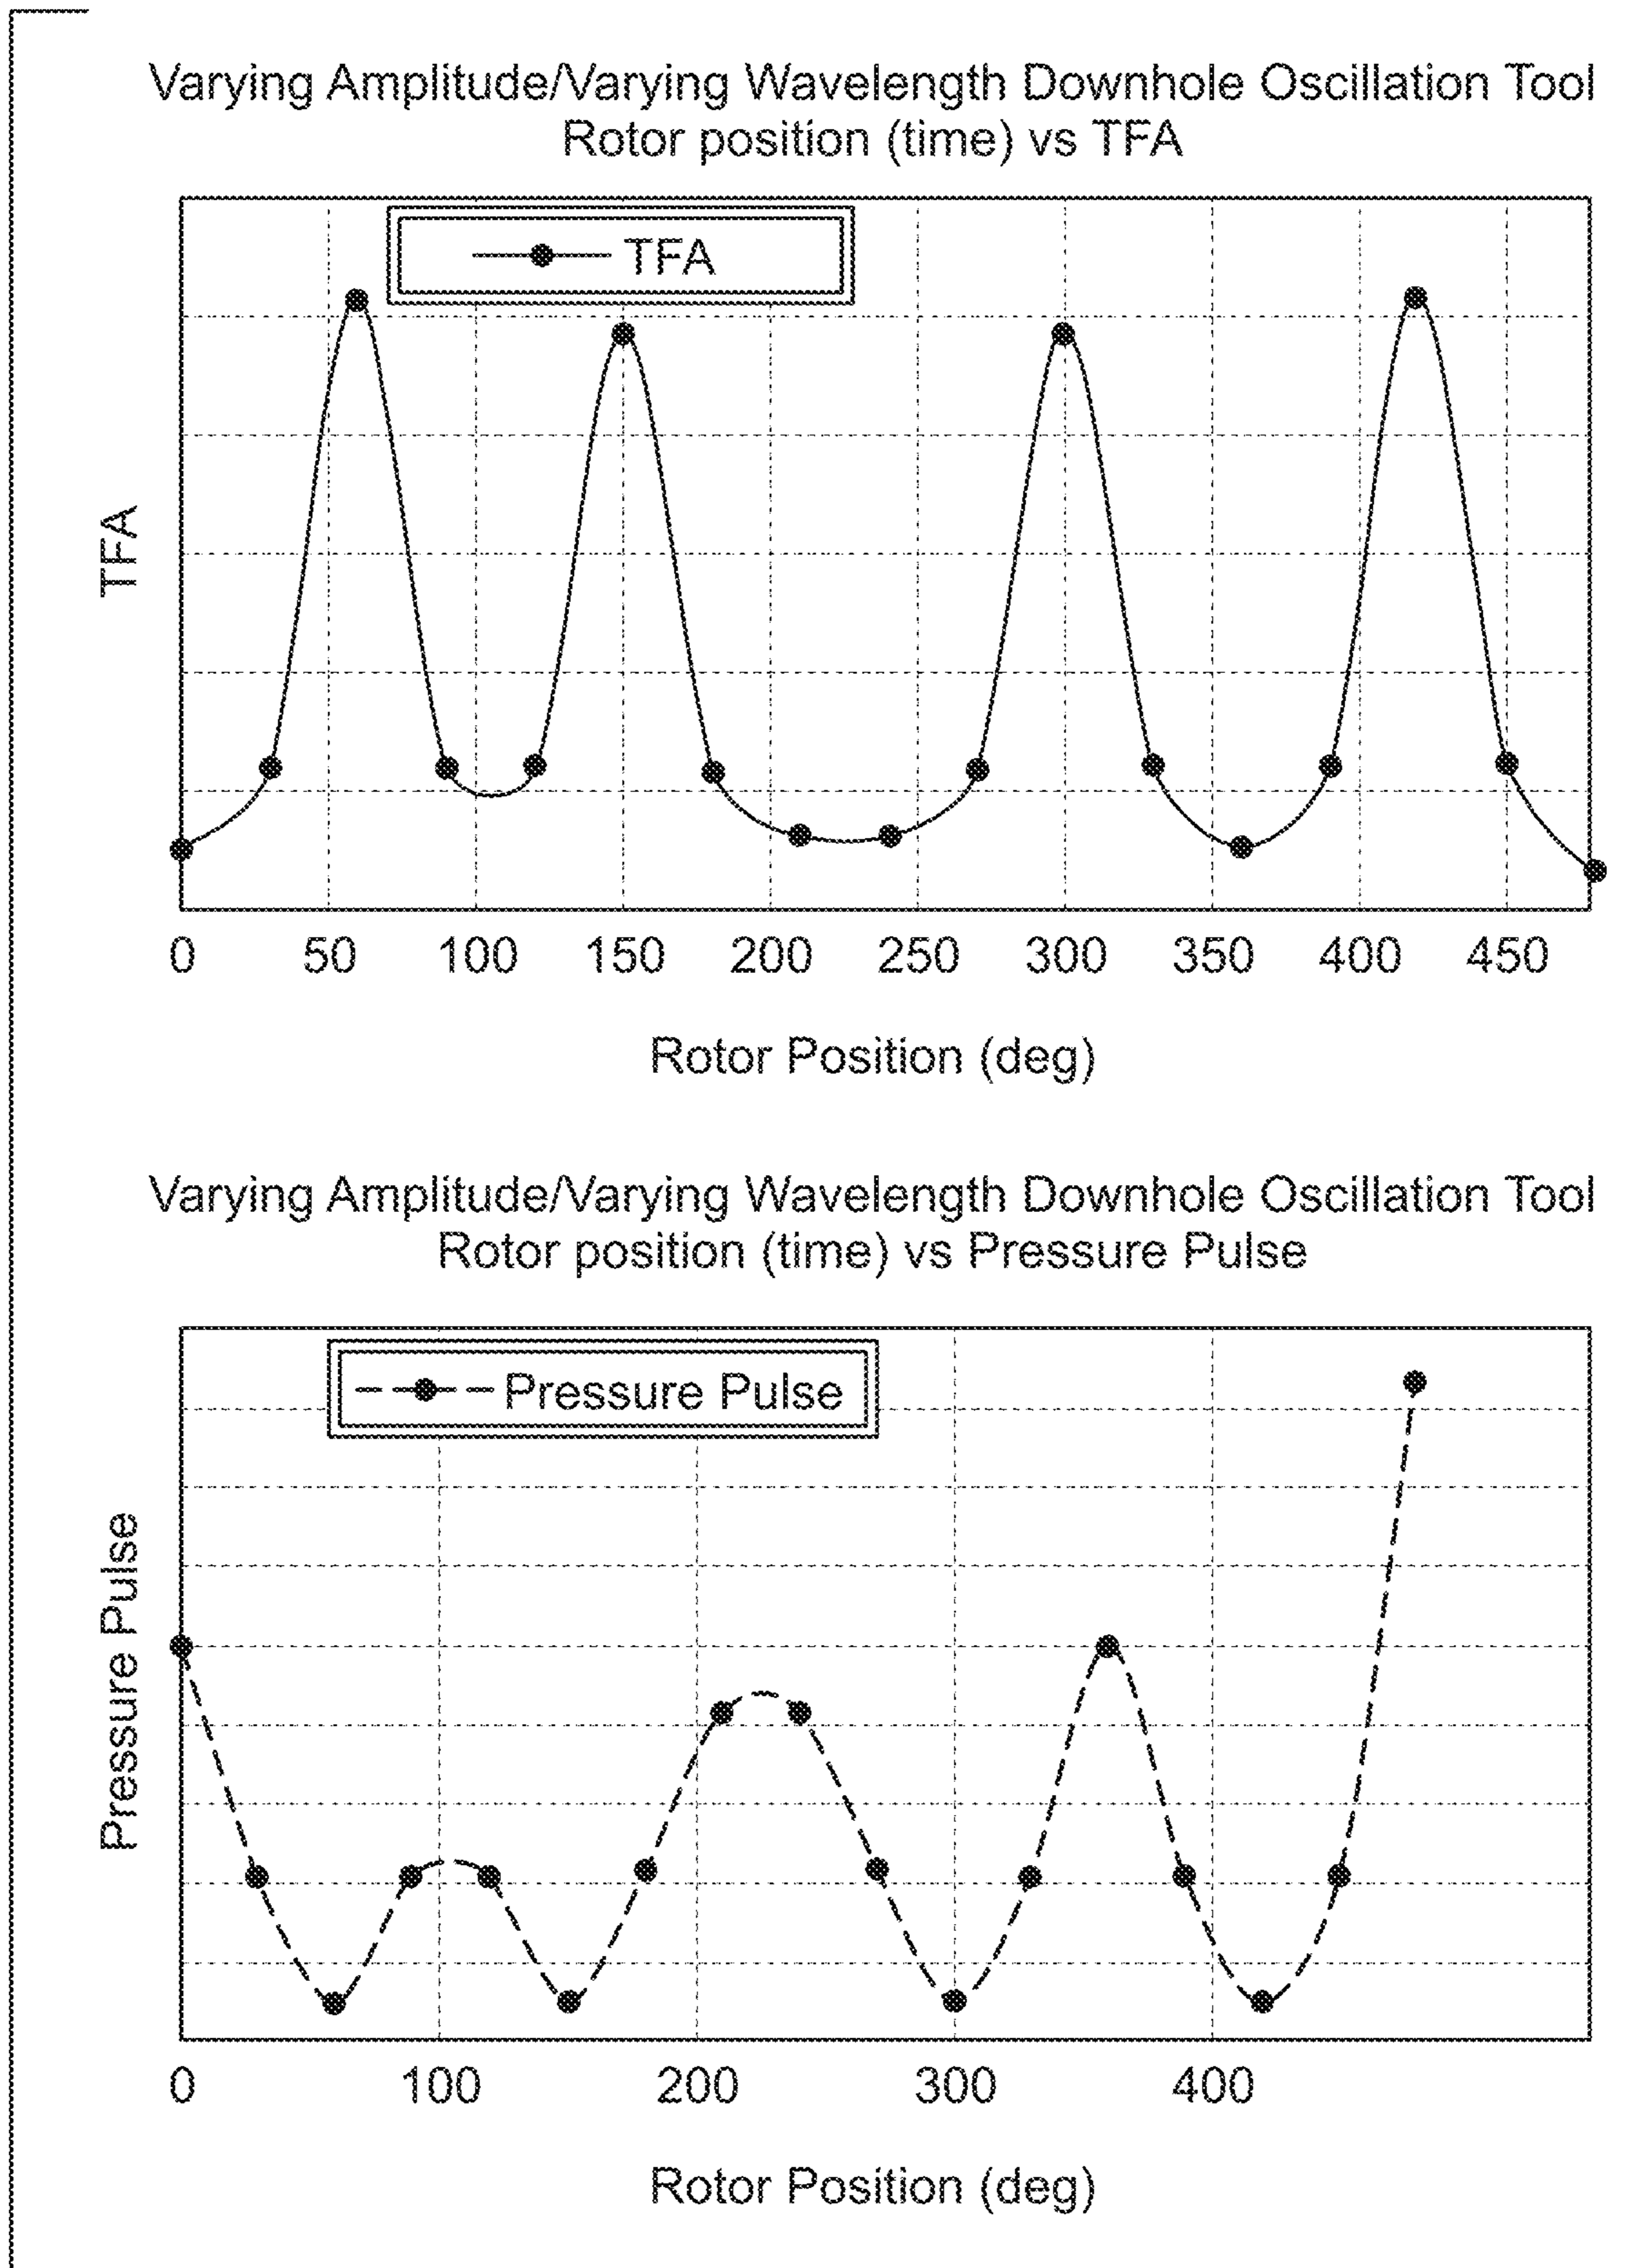 Varying Amplitude/Varying Wavelength Downhole Oscillation Tool
Rotor position (time) vs TFA
TFA
TFA
0 50 100 150 200 250 300 350 400 450
Rotor Position (deg)
Varying Amplitude/Varying Wavelength Downhole Oscillation Tool
Rotor position (time) vs Pressure Pulse
Pressure Pulse
Pressure Pulse
0 100 200 300 400
Rotor Position (deg)